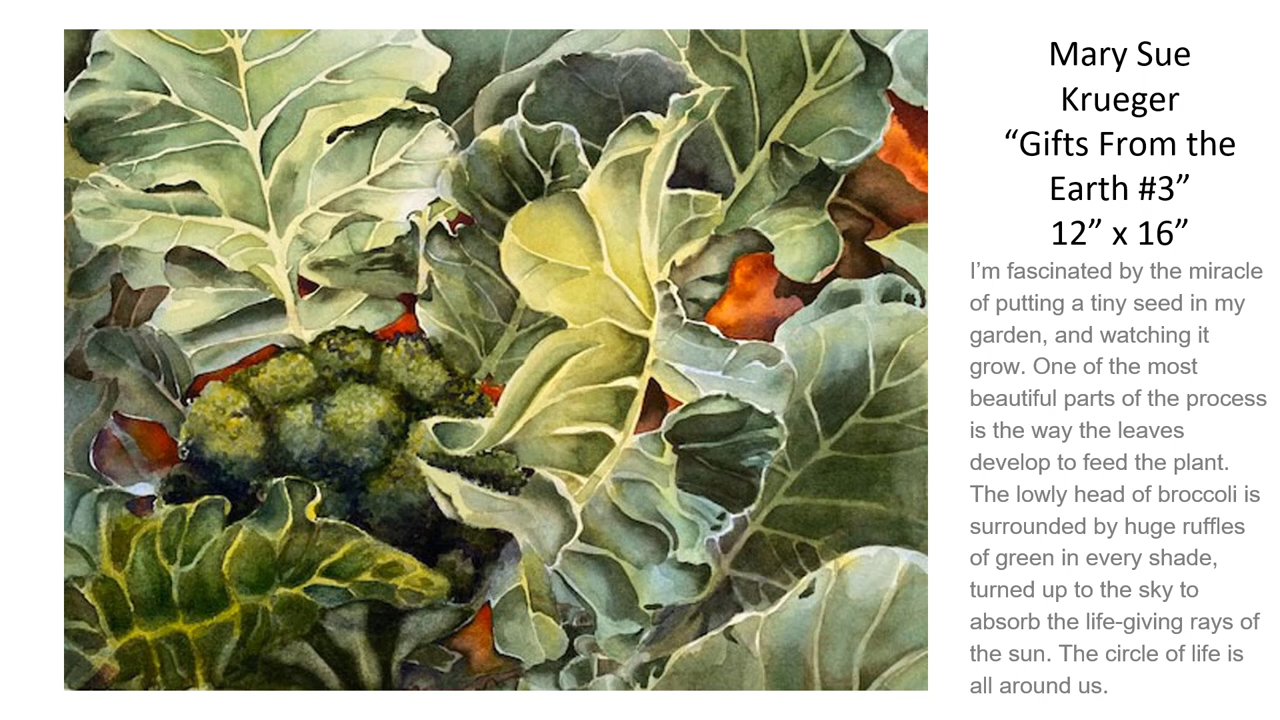 Mary Sue
Krueger
“Gifts From the
Earth #3”
12” x 16”
I’m fascinated by the miracle
of putting a tiny seed in my
garden, and watching it
grow. One of the most
beautiful parts of the process
is the way the leaves
develop to feed the plant.
The lowly head of broccoli is
surrounded by huge ruffles
of green in every shade,
turned up to the sky to
absorb the life-giving rays of
the sun. The circle of life is
all around us.